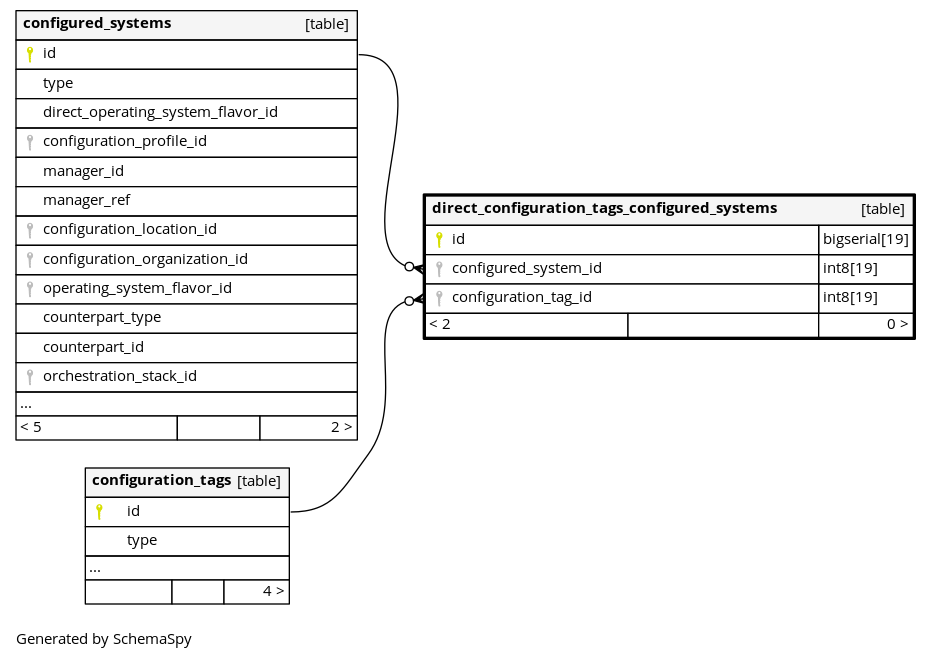 configured_systems [table]
id
type
direct_operating_system_flavor_id
configuration_profile_id
manager_id
manager_ref
configuration_location_id
configuration_organization_id
operating_system_flavor_id
counterpart_type
counterpart_id
orchestration_stack_id
...
< 5 2 >
direct_configuration_tags_configured_systems [table]
id bigserial[19]
configured_system_id int8[19]
configuration_tag_id int8[19]
< 2 0 >
configuration_tags [table]
id
type
...
4 >
Generated by SchemaSpy